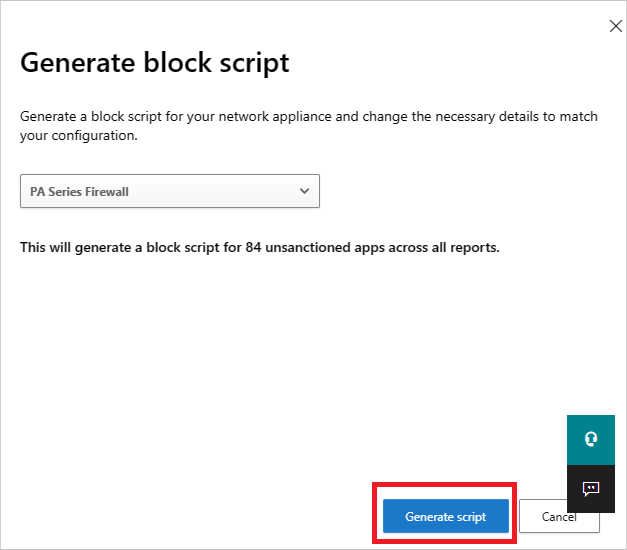 Generate block script
Generate a block script for your network appliance and change the necessary details to match
your configuration.
PA Series Firewall
This will generate a block script for 84 unsanctioned apps across all reports.
Generate script
Cancel